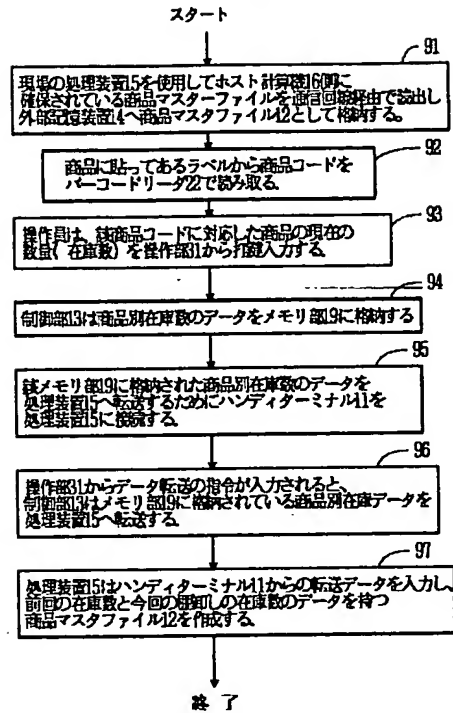 スタート
91
現場の処理装置15を使用してホスト計算機16側に
確保されている商品マスターファイルを通信回線経由で読出し
外部記憶装置14へ商品マスタファイル12として格納する。
92
商品に貼ってあるラベルから商品コードを
バーコードリーダ22で読み取る.
93
操作員は、該商品コードに対応した商品の現在の
数量(在庫数)を操作部31から打鍵入力する。
94
制御部13は商品別在庫数のデータをメモリ部19に格納する
95
該メモリ部19に格納された商品別在庫数のデータを
処理装置15へ転送するためにハンディターミナル11を
処理装置15に接続する。
96
操作部31からデータ転送の指令が入力されると、
制御部13はメモリ部19に格納されている商品別在庫データを
処理装置15へ転送する。
97
処理装置15はハンディターミナル11からの転送データを入力し、
前回の在庫数と今回の棚卸しの在庫数のデータを持つ
商品マスタファイル12を作成する。
終了